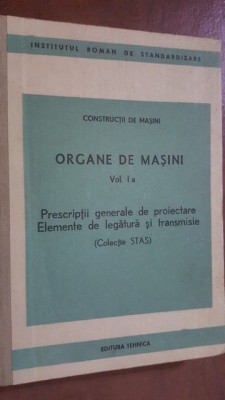 INSTITUTUL ROMAN DE STANDARDIZARE
CONSTRUCȚII DE MAȘINI
ORGANE DE MAȘINI
Vol. I a
Prescripții generale de proiectare
Elemente de legătură și transmisie
(Colecție STAS)
EDITURA TEHNICA